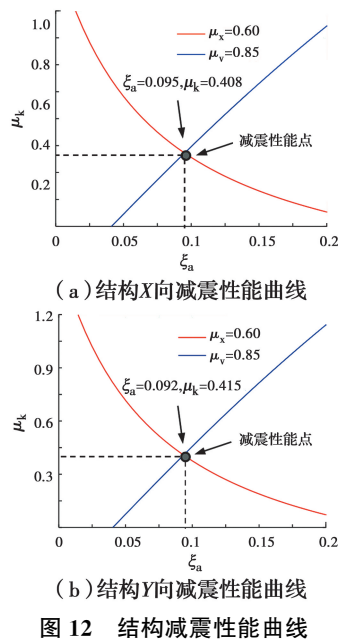 1.0
0.8
0.6
0.4
0.2
μk
μx=0.60
μv=0.85
ξa=0.095,μk=0.408
减震性能点
0 0.05 0.1 0.15 0.2
ξa
(a)结构X向减震性能曲线
1.2
0.9
0.6
0.3
μk
μx=0.60
μv=0.85
ξa=0.092,μk=0.415
减震性能点
0 0.05 0.1 0.15 0.2
ξa
(b)结构Y向减震性能曲线
图 12 结构减震性能曲线